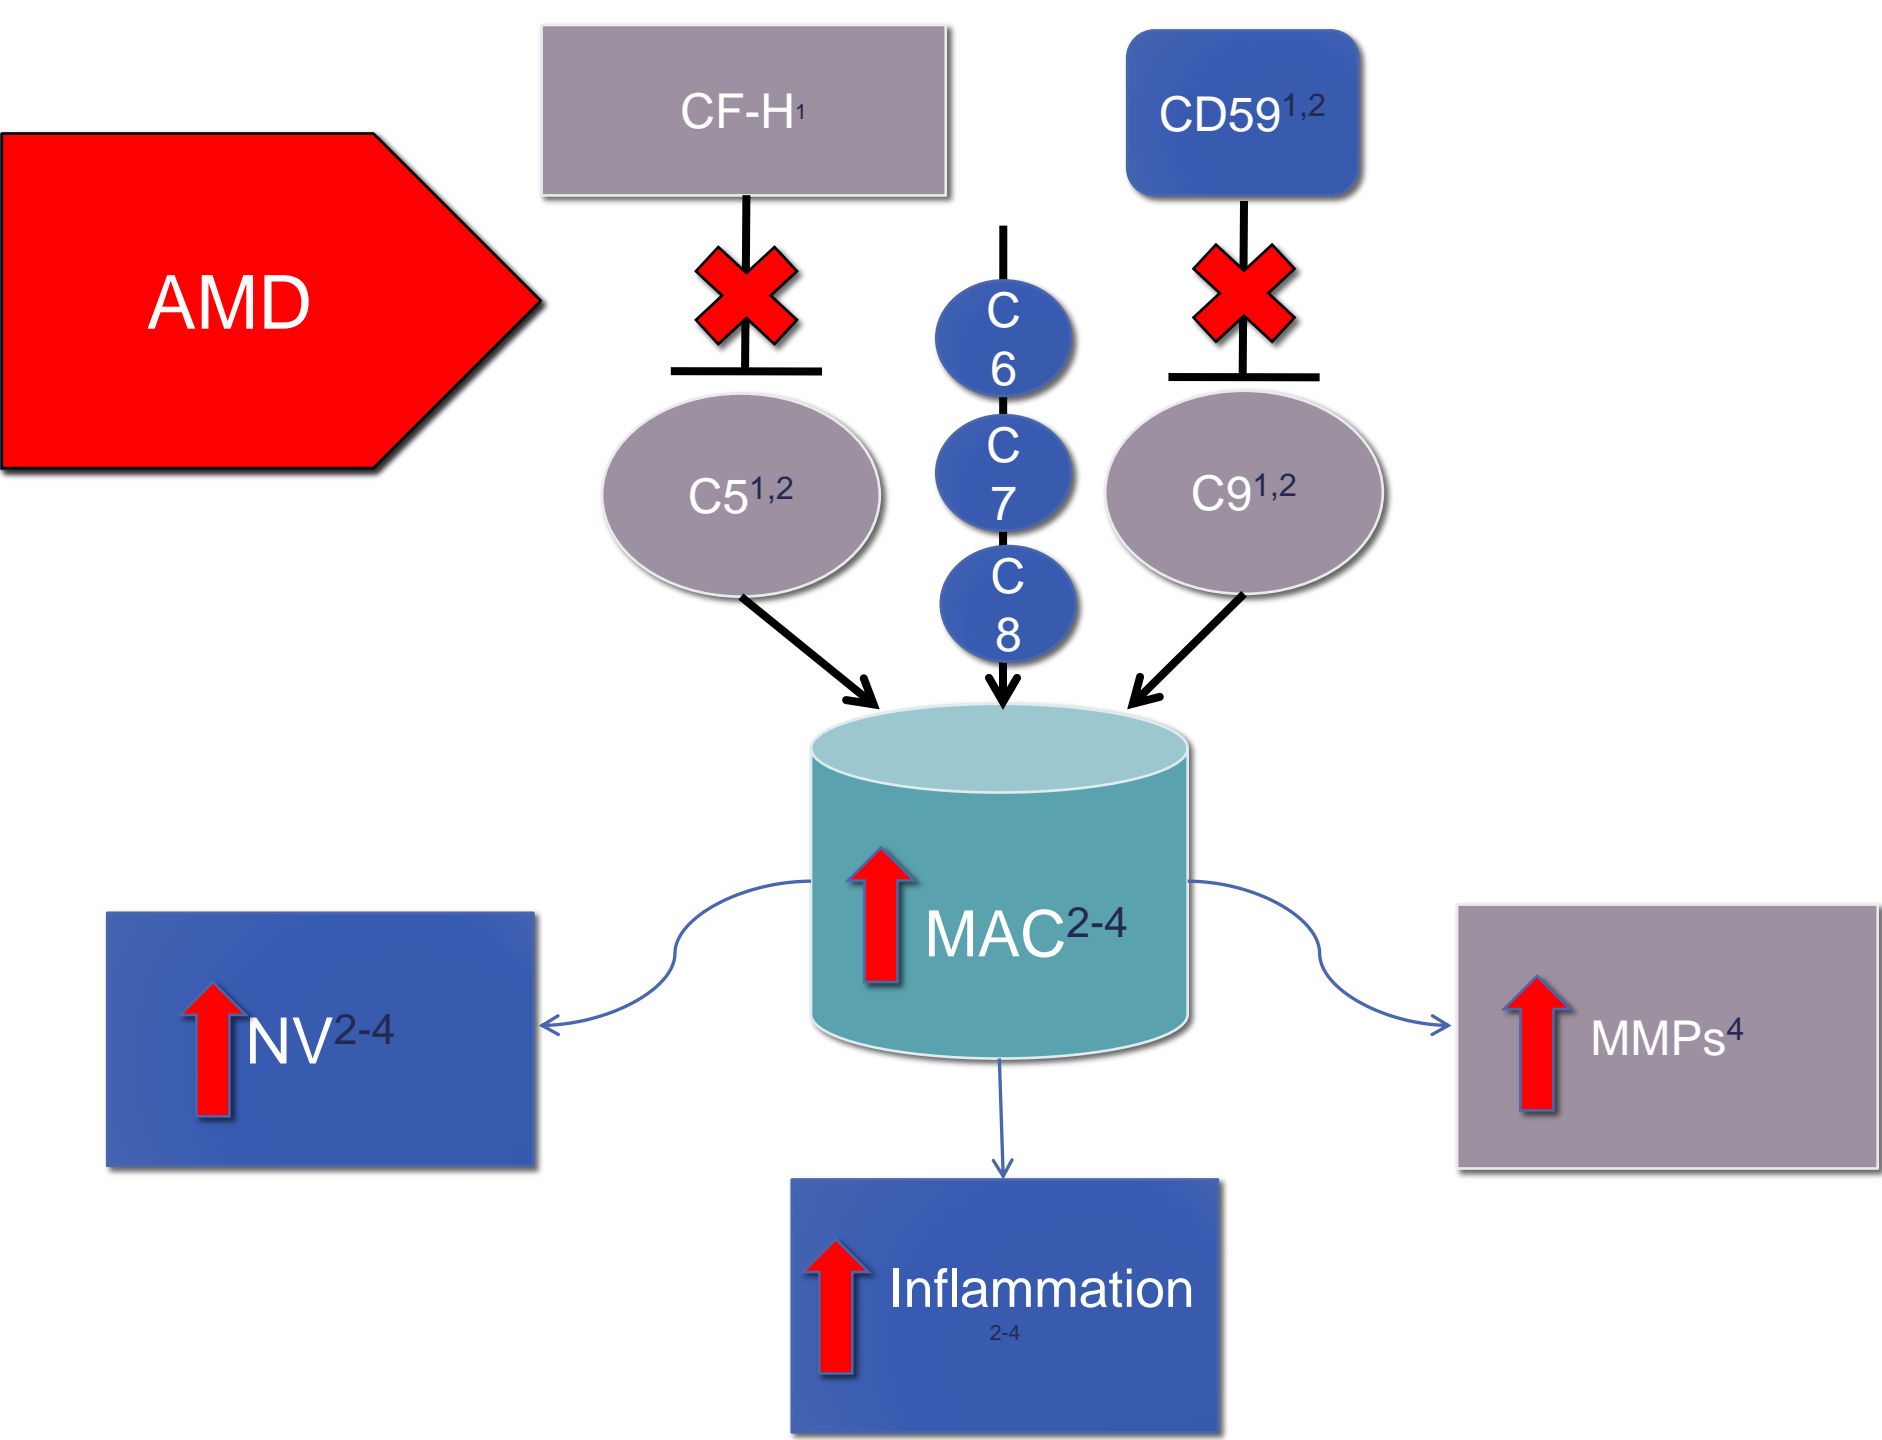 CF-H1
CD591,2
AMD
C
6
C
7
C
8
C51,2
C91,2
MAC2-4
NV2-4
MMPs4
Inflammation
2-4